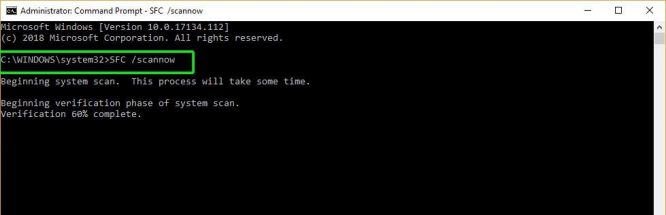 Administrator: Command Prompt - SFC /scannow
Microsoft Windows [Version 10.0.17134.112]
(c) 2018 Microsoft Corporation. All rights reserved.
C:\WINDOWS\system32>SFC /scannow
Beginning system scan.  This process will take some time.
Beginning verification phase of system scan.
Verification 60% complete.